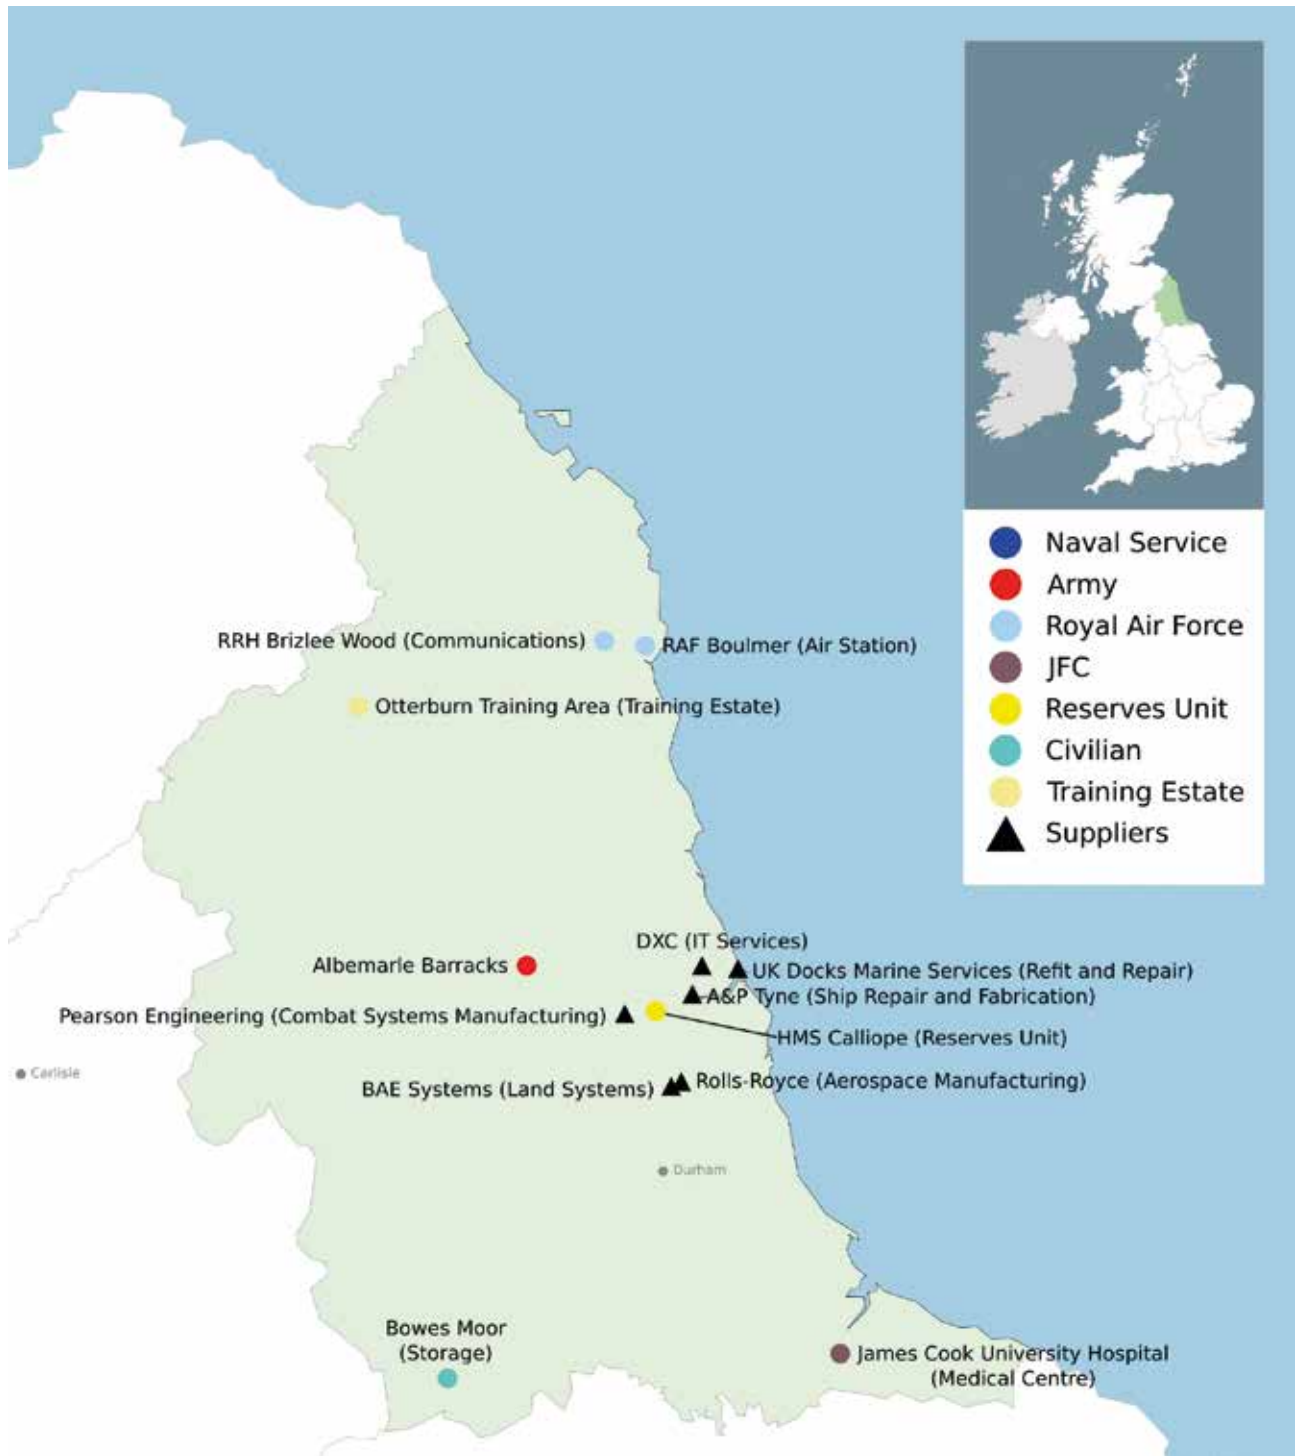 Naval Service
Army
Royal Air Force
JFC
Reserves Unit
Civilian
Training Estate
Suppliers
RRH Brizlee Wood (Communications)
RAF Boulmer (Air Station)
Otterburn Training Area (Training Estate)
DXC (IT Services)
Albemarle Barracks
UK Docks Marine Services (Refit and Repair)
A&P Tyne (Ship Repair and Fabrication)
Pearson Engineering (Combat Systems Manufacturing)
HMS Calliope (Reserves Unit)
Carlisle
BAE Systems (Land Systems)
Rolls-Royce (Aerospace Manufacturing)
Durham
Bowes Moor
(Storage)
James Cook University Hospital
(Medical Centre)